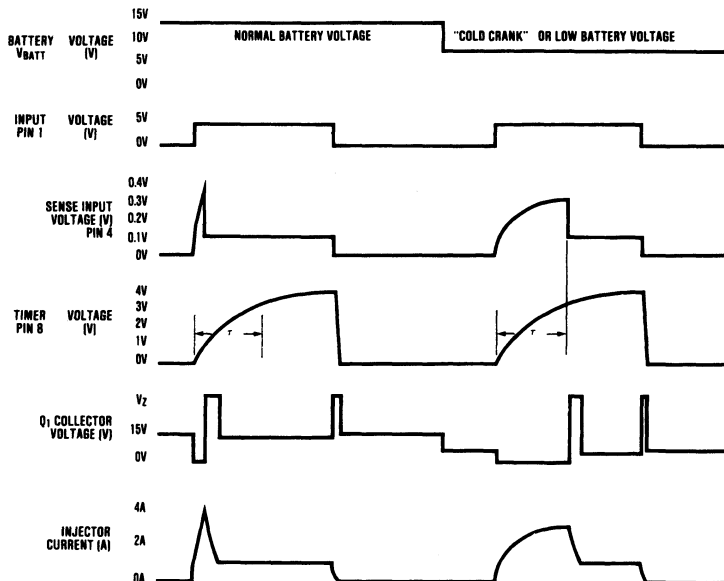 BATTERY VBATT VOLTAGE (V)
15V
10V
5V
0V
NORMAL BATTERY VOLTAGE
"COLD CRANK" OR LOW BATTERY VOLTAGE
INPUT PIN 1 VOLTAGE (V)
5V
0V
SENSE INPUT
VOLTAGE (V)
PIN 4
0.4V
0.3V
0.2V
0.1V
0V
TIMER PIN 8 VOLTAGE (V)
4V
3V
2V
1V
0V
τ
τ
Q1 COLLECTOR
VOLTAGE (V)
VZ
15V
0V
INJECTOR
CURRENT (A)
4A
2A
0A